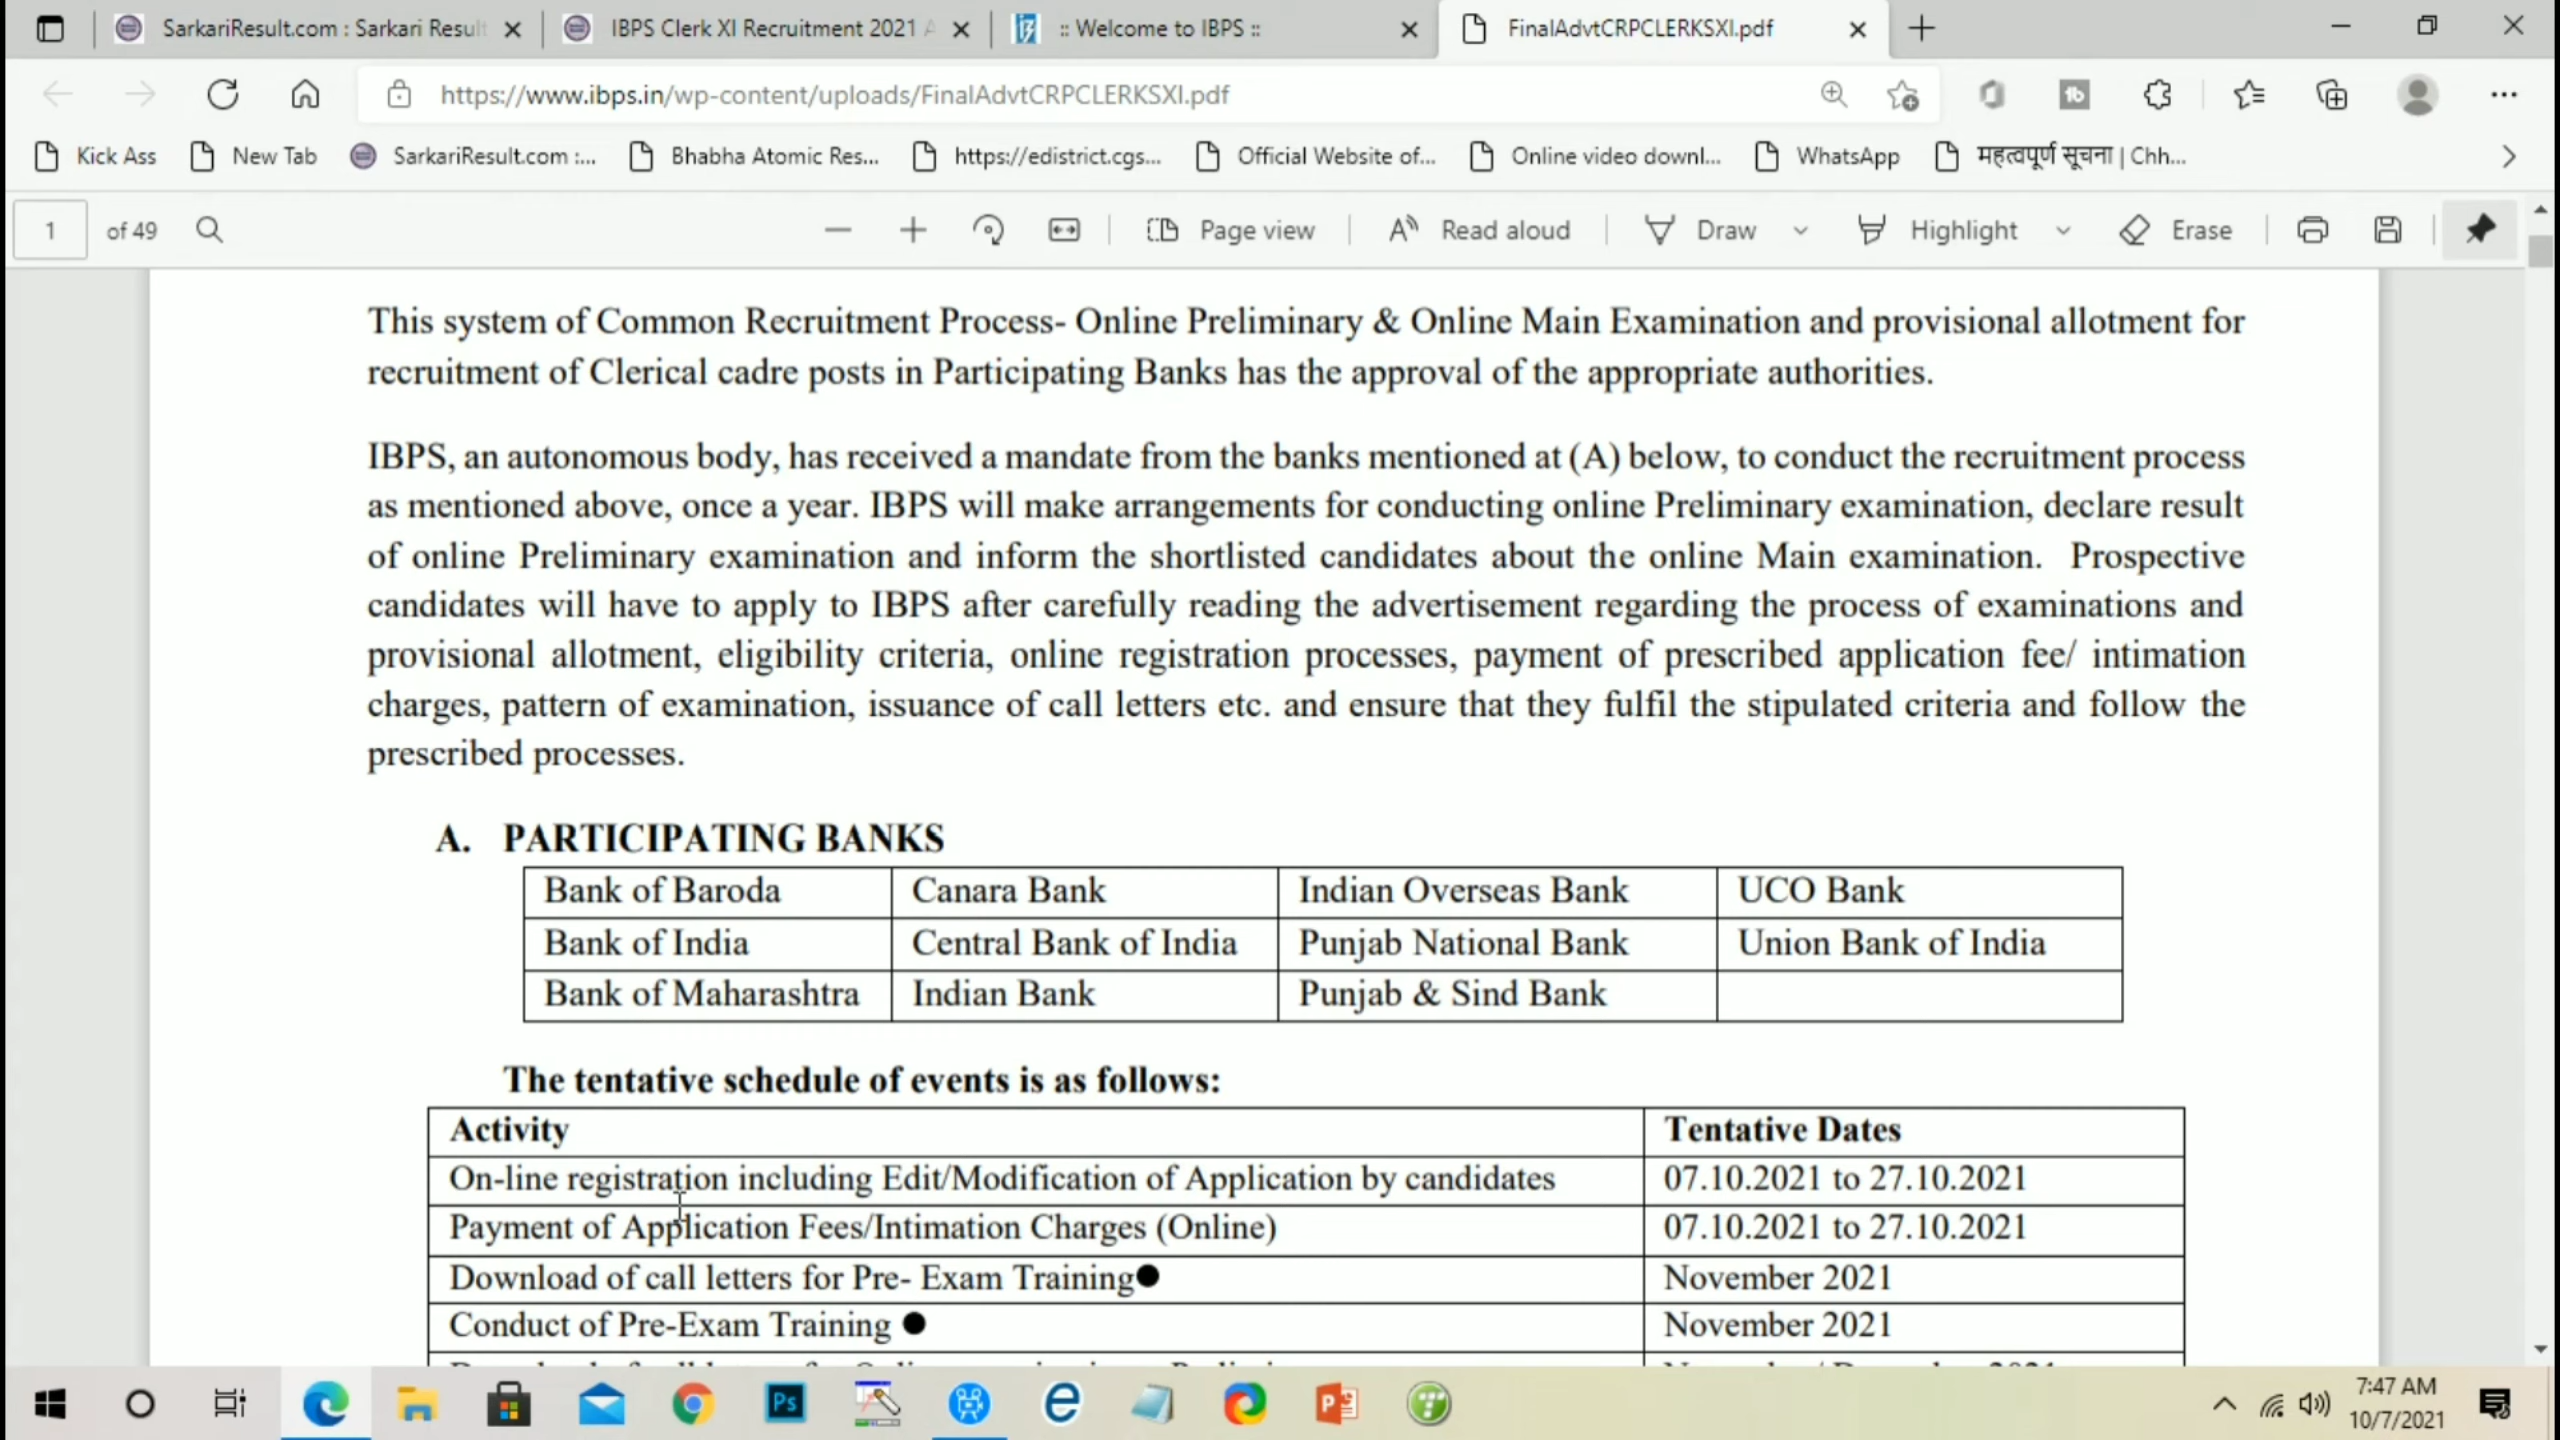 SarkariResult.com : Sarkari Result
IBPS Clerk XI Recruitment 2021 A
:: Welcome to IBPS ::
FinalAdvtCRPCLERKSXI.pdf
https://www.ibps.in/wp-content/uploads/FinalAdvtCRPCLERKSXI.pdf
Kick Ass New Tab SarkariResult.com :... Bhabha Atomic Res... https://edistrict.cgs... Official Website of... Online video downl... WhatsApp महत्वपूर्ण सूचना | Chh...
1 of 49 Page view Read aloud Draw Highlight Erase
This system of Common Recruitment Process- Online Preliminary & Online Main Examination and provisional allotment for
recruitment of Clerical cadre posts in Participating Banks has the approval of the appropriate authorities.
IBPS, an autonomous body, has received a mandate from the banks mentioned at (A) below, to conduct the recruitment process
as mentioned above, once a year. IBPS will make arrangements for conducting online Preliminary examination, declare result
of online Preliminary examination and inform the shortlisted candidates about the online Main examination. Prospective
candidates will have to apply to IBPS after carefully reading the advertisement regarding the process of examinations and
provisional allotment, eligibility criteria, online registration processes, payment of prescribed application fee/ intimation
charges, pattern of examination, issuance of call letters etc. and ensure that they fulfil the stipulated criteria and follow the
prescribed processes.
A. PARTICIPATING BANKS
Bank of Baroda Canara Bank Indian Overseas Bank UCO Bank
Bank of India Central Bank of India Punjab National Bank Union Bank of India
Bank of Maharashtra Indian Bank Punjab & Sind Bank
The tentative schedule of events is as follows:
Activity Tentative Dates
On-line registration including Edit/Modification of Application by candidates 07.10.2021 to 27.10.2021
Payment of Application Fees/Intimation Charges (Online) 07.10.2021 to 27.10.2021
Download of call letters for Pre- Exam Training● November 2021
Conduct of Pre-Exam Training ● November 2021
7:47 AM
10/7/2021